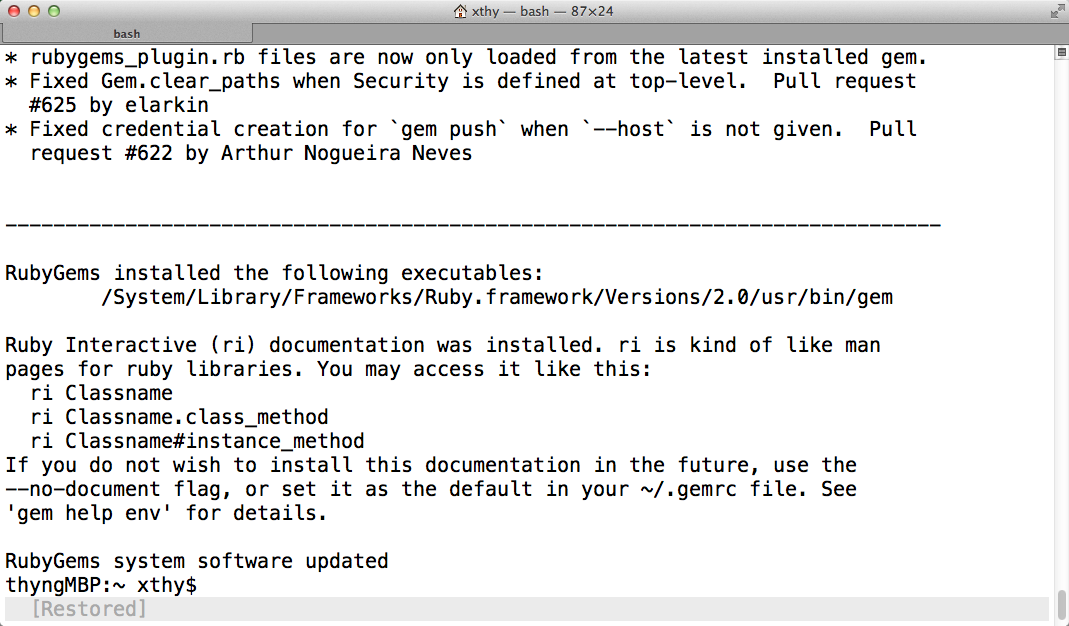 xthy — bash — 87×24
bash
* rubygems_plugin.rb files are now only loaded from the latest installed gem.
* Fixed Gem.clear_paths when Security is defined at top-level.  Pull request
  #625 by elarkin
* Fixed credential creation for `gem push` when `--host` is not given.  Pull
  request #622 by Arthur Nogueira Neves
------------------------------------------------------------------------------
RubyGems installed the following executables:
        /System/Library/Frameworks/Ruby.framework/Versions/2.0/usr/bin/gem
Ruby Interactive (ri) documentation was installed. ri is kind of like man
pages for ruby libraries. You may access it like this:
  ri Classname
  ri Classname.class_method
  ri Classname#instance_method
If you do not wish to install this documentation in the future, use the
--no-document flag, or set it as the default in your ~/.gemrc file. See
'gem help env' for details.
RubyGems system software updated
thyngMBP:~ xthy$
  [Restored]